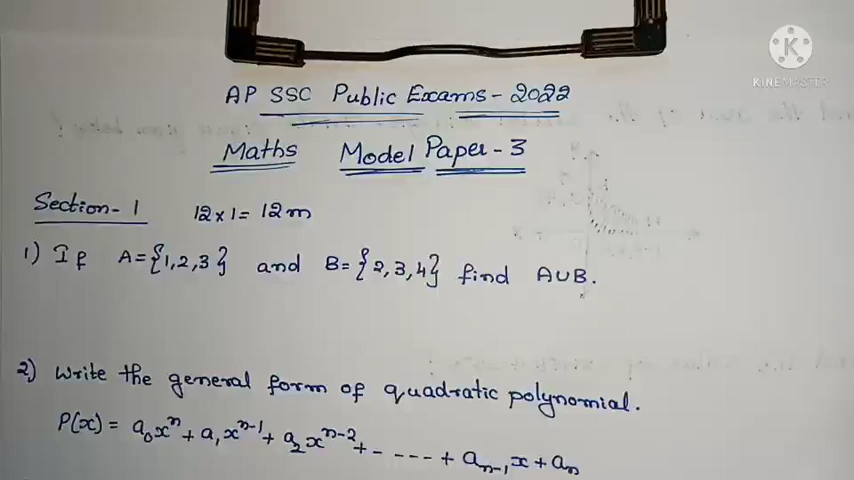 KINEMASTER
AP SSC Public Exams - 2022
Maths Model Paper - 3
Section - 1 12 x 1 = 12m
1) If A = {1,2,3} and B = {2,3,4} find A∪B.
2) Write the general form of quadratic polynomial.
P(x) = a₀xⁿ + a₁xⁿ⁻¹ + a₂xⁿ⁻² + - - - - - + aₙ₋₁x + aₙ